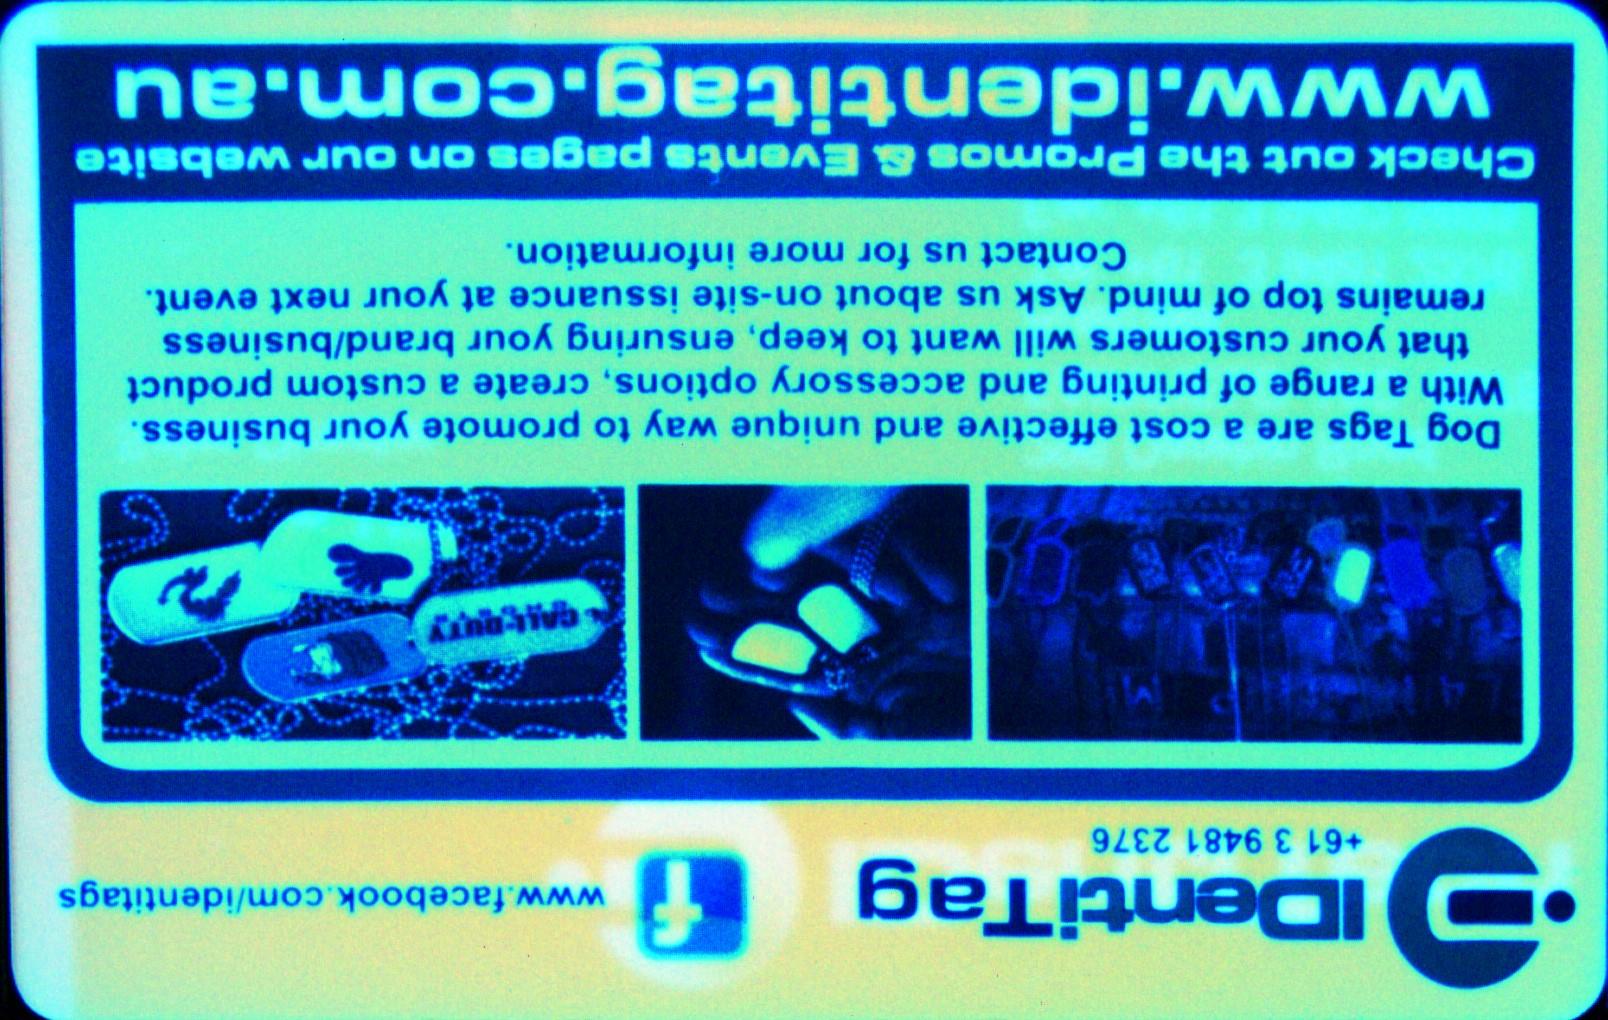 IDentiTag
+61 3 9481 2376
f
www.facebook.com/identitags
CALL OF DUTY
GHOSTS
Dog Tags are a cost effective and unique way to promote your business.
With a range of printing and accessory options, create a custom product
that your customers will want to keep, ensuring your brand/business
remains top of mind. Ask us about on-site issuance at your next event.
Contact us for more information.
Check out the Promos & Events pages on our website
www.identitag.com.au